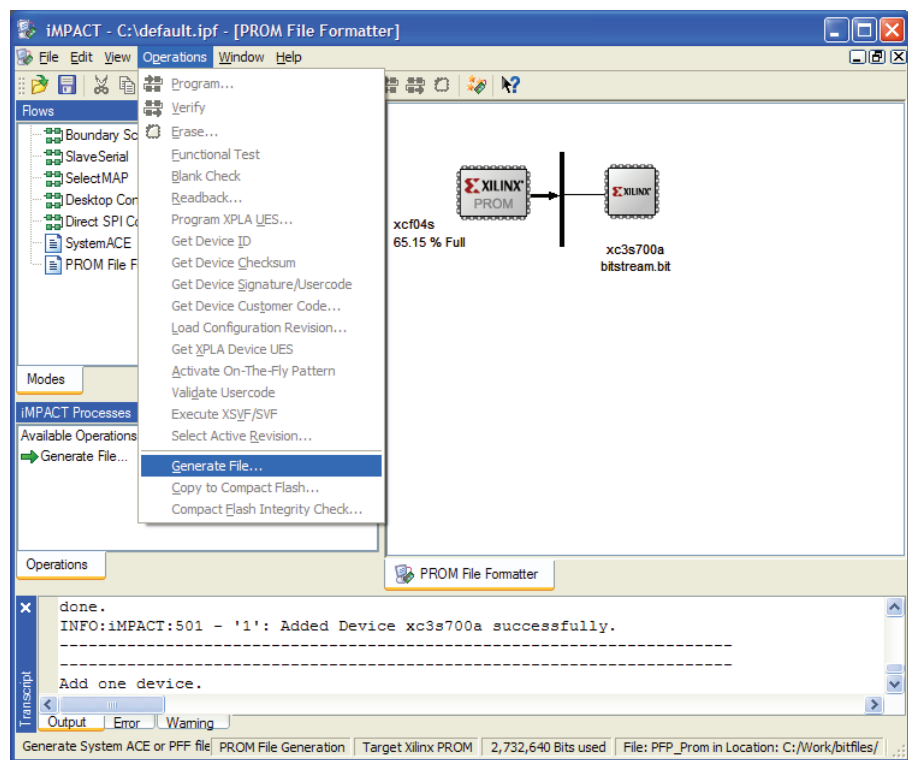 iMPACT - C:\default.ipf - [PROM File Formatter]
File Edit View Operations Window Help
Flows
Boundary Sc
SlaveSerial
SelectMAP
Desktop Con
Direct SPI Co
SystemACE
PROM File F
Modes
iMPACT Processes
Available Operations
Generate File...
Operations
Program...
Verify
Erase...
Functional Test
Blank Check
Readback...
Program XPLA UES...
Get Device ID
Get Device Checksum
Get Device Signature/Usercode
Get Device Customer Code...
Load Configuration Revision...
Get XPLA Device UES
Activate On-The-Fly Pattern
Validate Usercode
Execute XSVF/SVF
Select Active Revision...
Generate File...
Copy to Compact Flash...
Compact Flash Integrity Check...
XILINX
PROM
xcf04s
65.15 % Full
XILINX
xc3s700a
bitstream.bit
PROM File Formatter
Transcript
done.
INFO:iMPACT:501 - '1': Added Device xc3s700a successfully.
----------------------------------------------------------------------
----------------------------------------------------------------------
Add one device.
Output Error Warning
Generate System ACE or PFF file PROM File Generation Target Xilinx PROM 2,732,640 Bits used File: PFP_Prom in Location: C:/Work/bitfiles/